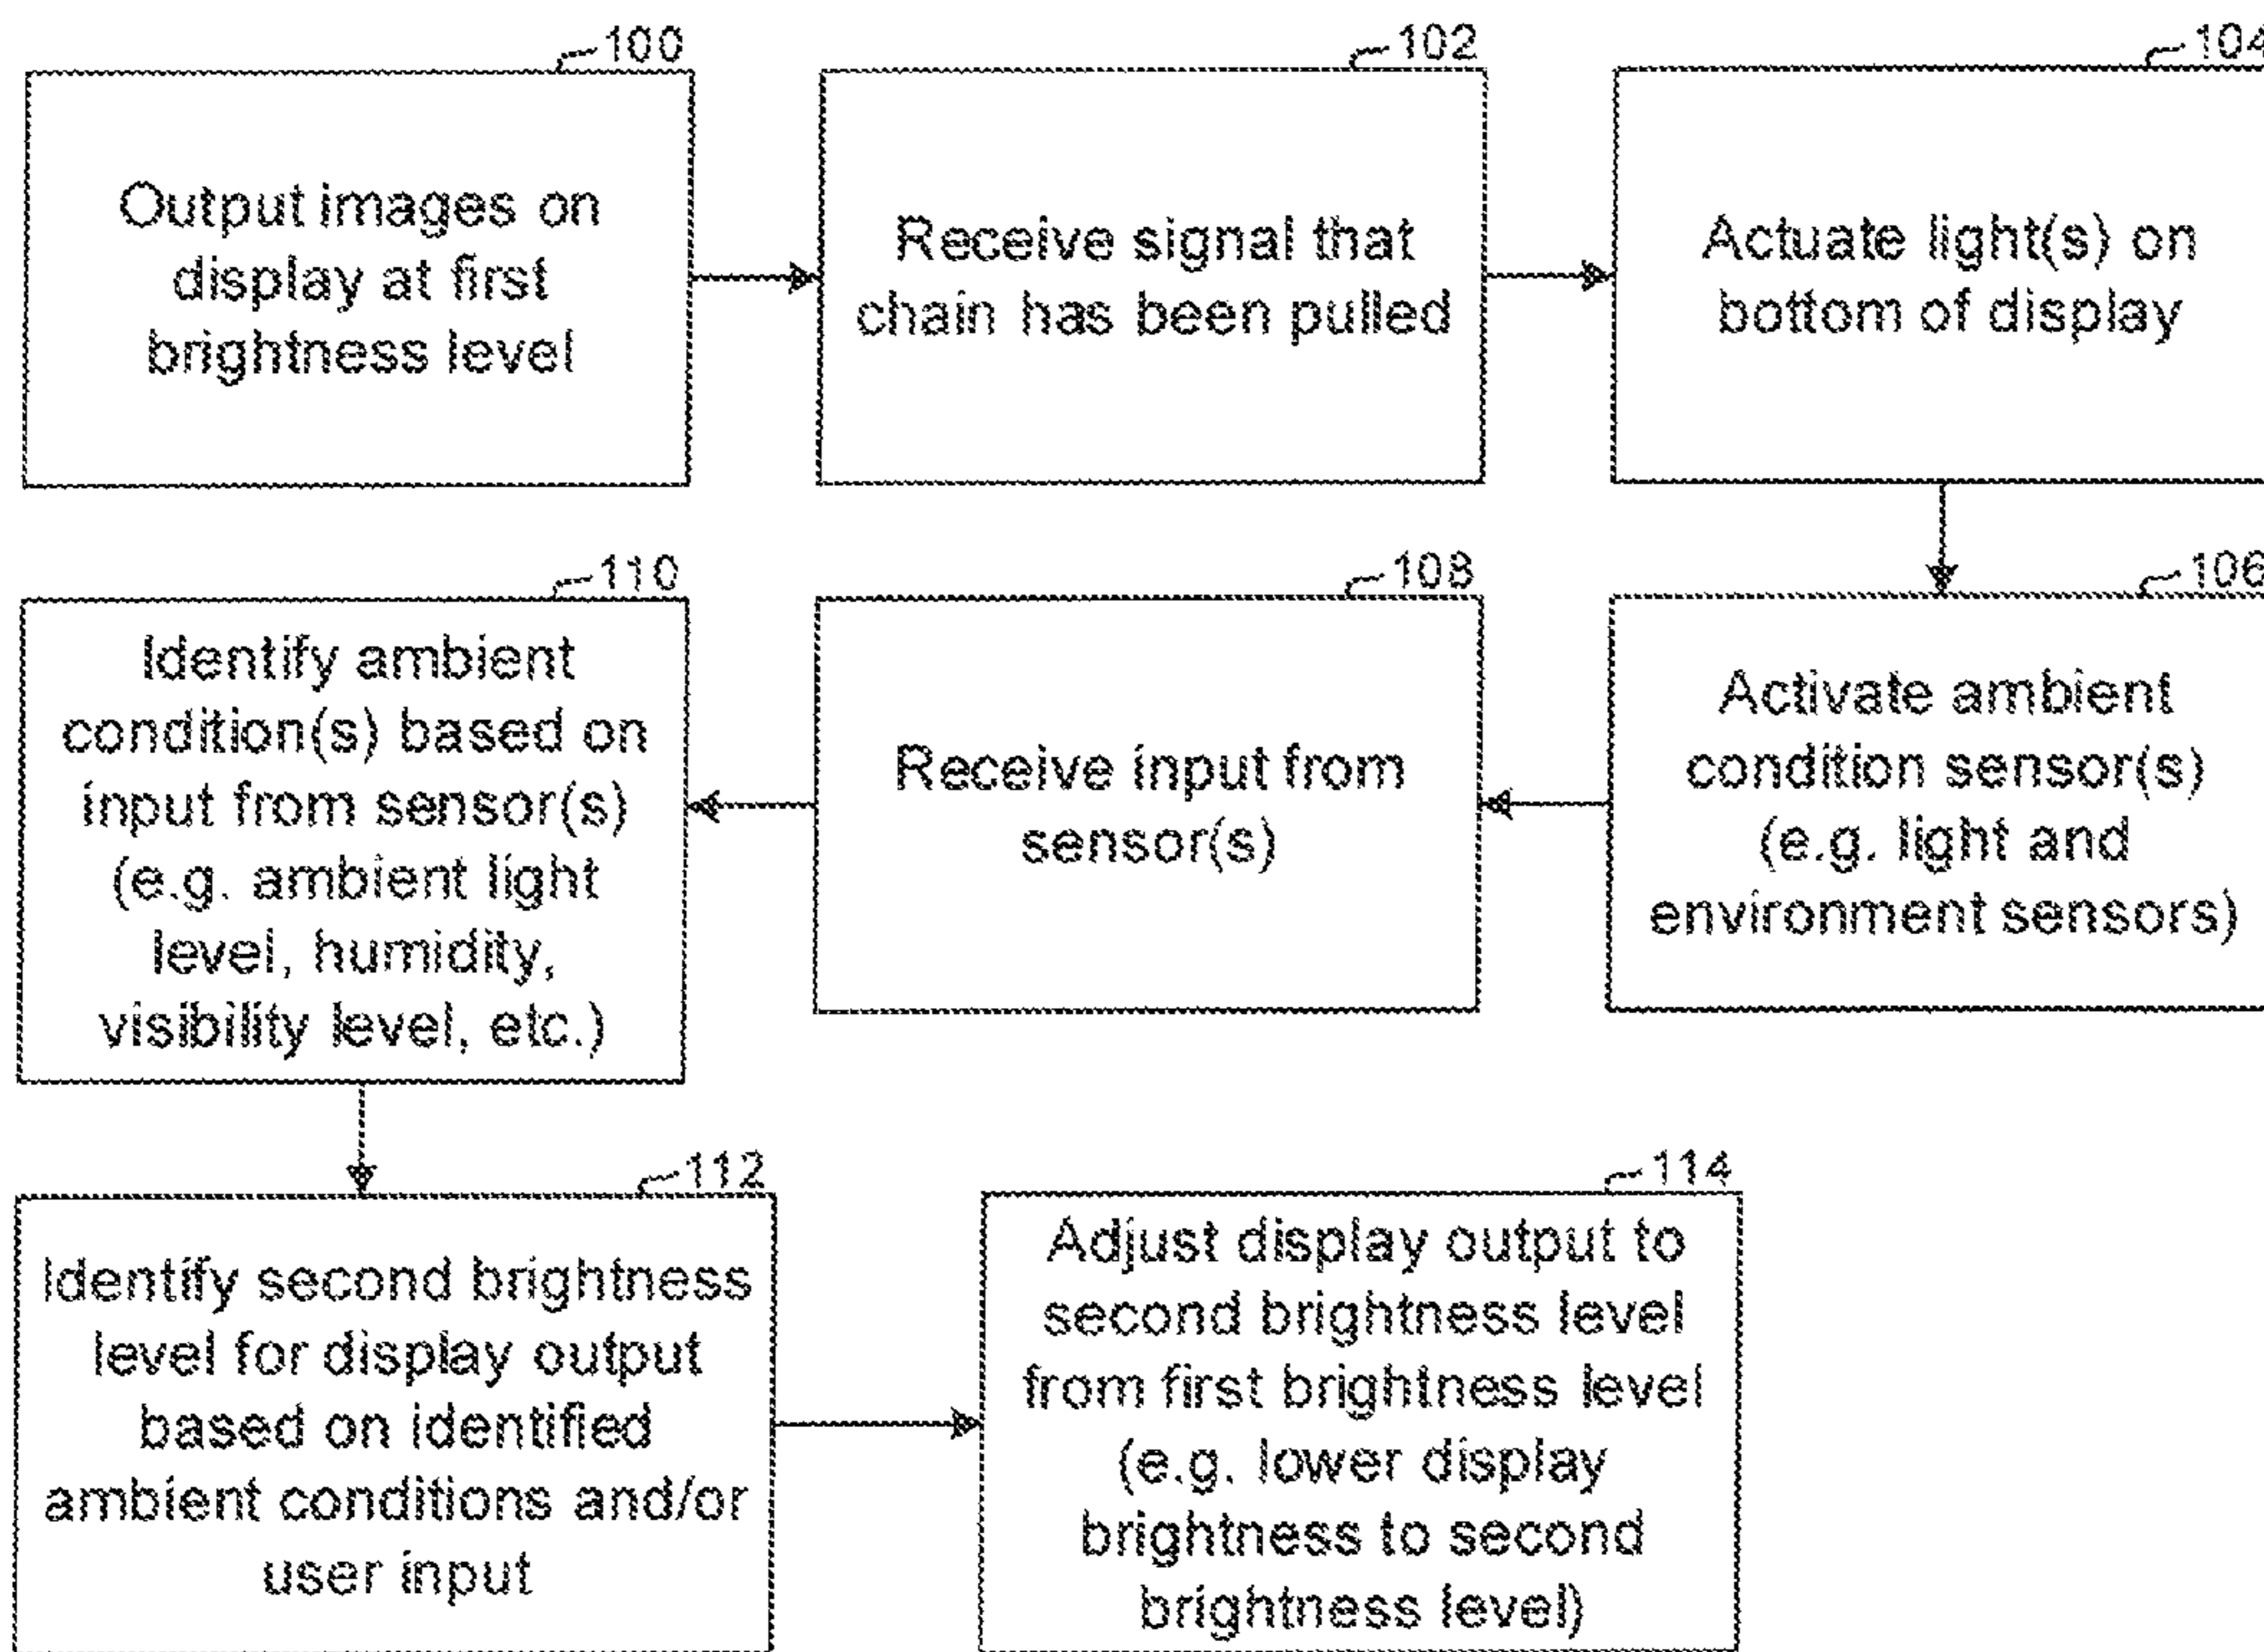 100
Output images on
display at first
brightness level
102
Receive signal that
chain has been pulled
104
Actuate light(s) on
bottom of display
106
Activate ambient
condition sensor(s)
(e.g. light and
environment sensors)
108
Receive input from
sensor(s)
110
Identify ambient
condition(s) based on
input from sensor(s)
(e.g. ambient light
level, humidity,
visibility level, etc.)
112
Identify second brightness
level for display output
based on identified
ambient conditions and/or
user input
114
Adjust display output to
second brightness level
from first brightness level
(e.g. lower display
brightness to second
brightness level)